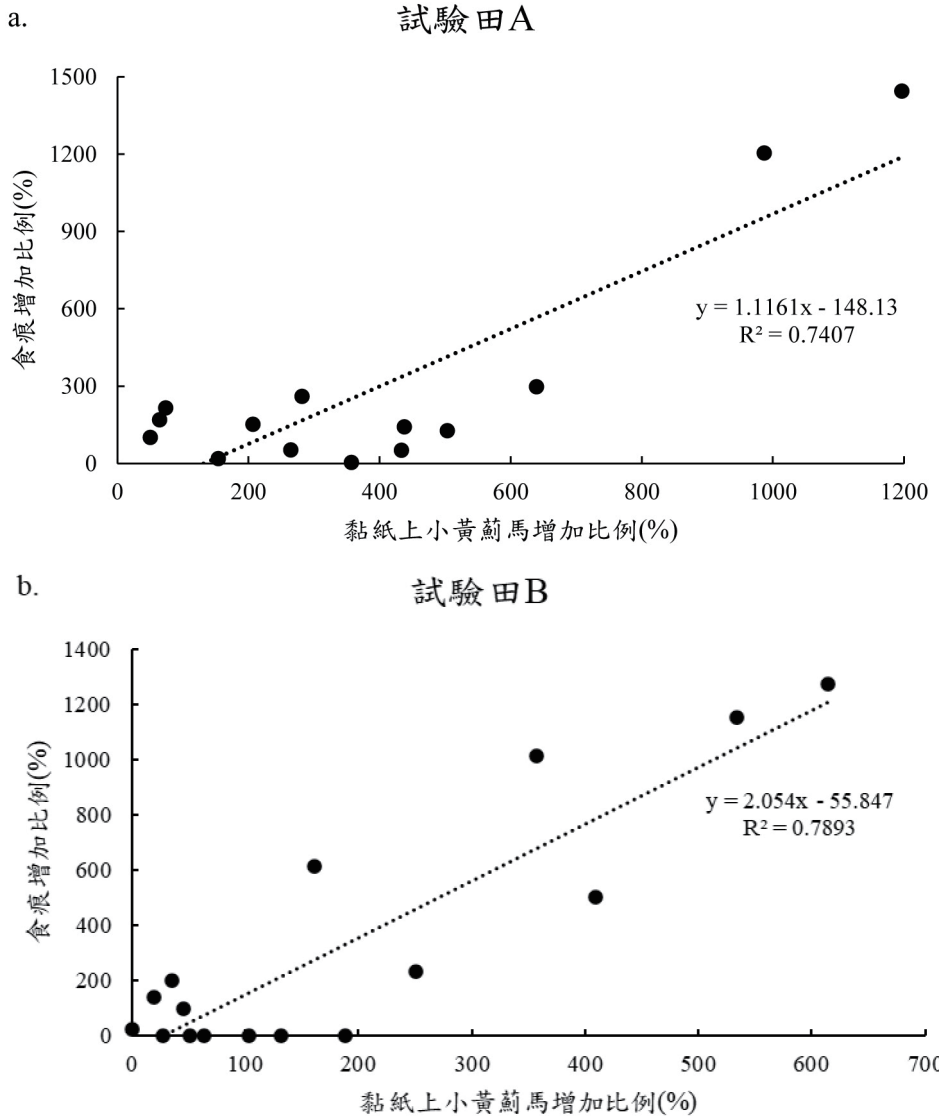 a.
試驗田A
1500
1200
900
600
300
0
食痕增加比例(%)
y = 1.1161x - 148.13
R² = 0.7407
0 200 400 600 800 1000 1200
黏紙上小黃薊馬增加比例(%)
b.
試驗田B
1400
1200
1000
800
600
400
200
0
食痕增加比例(%)
y = 2.054x - 55.847
R² = 0.7893
0 100 200 300 400 500 600 700
黏紙上小黃薊馬增加比例(%)